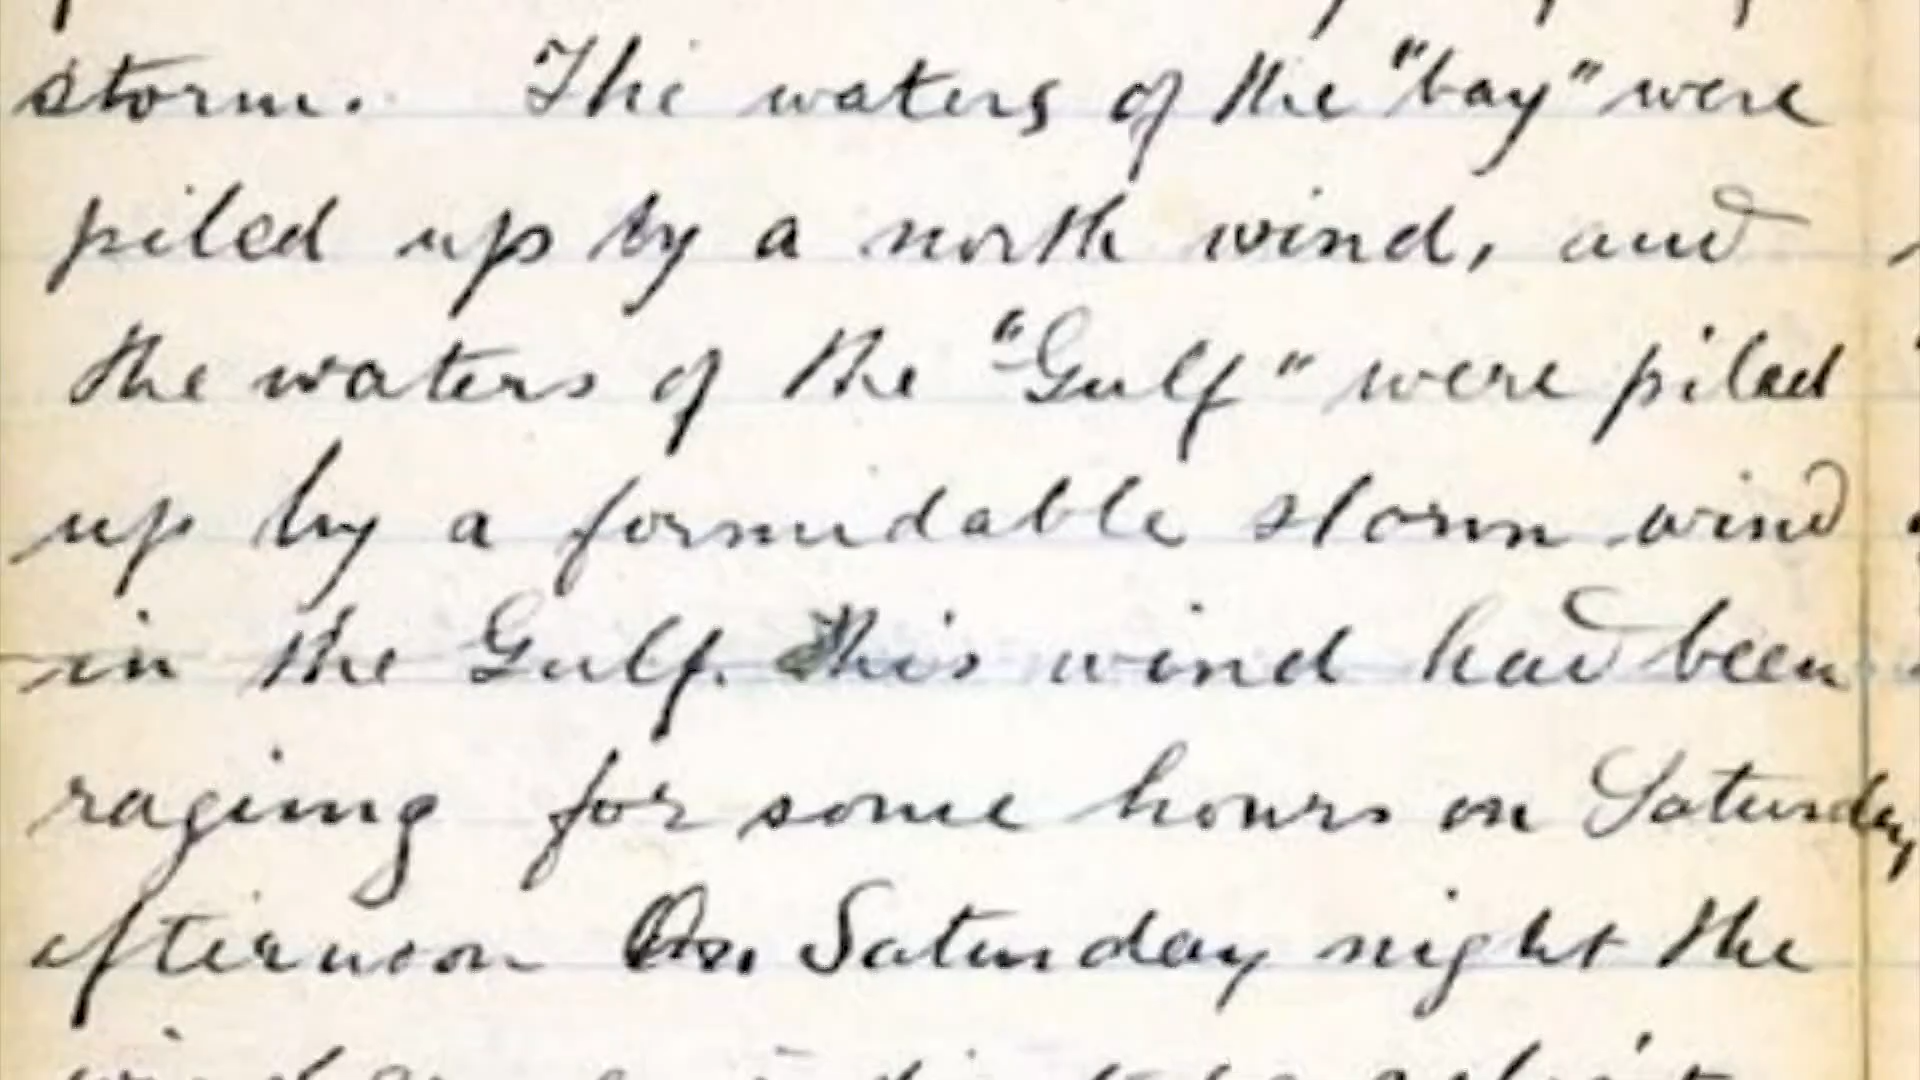 storm. The waters of the "bay" were
piled up by a north wind, and
the waters of the "Gulf" were piled
up by a formidable storm wind
in the Gulf. This wind had been
raging for some hours on Saturday
afternoon On Saturday night the